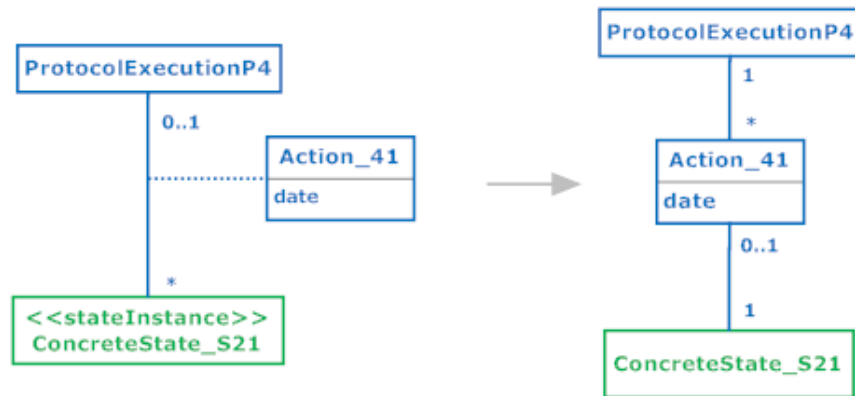 ProtocolExecutionP4
0..1
Action_41
date
*
<<stateInstance>>
ConcreteState_S21
ProtocolExecutionP4
1
*
Action_41
date
0..1
1
ConcreteState_S21